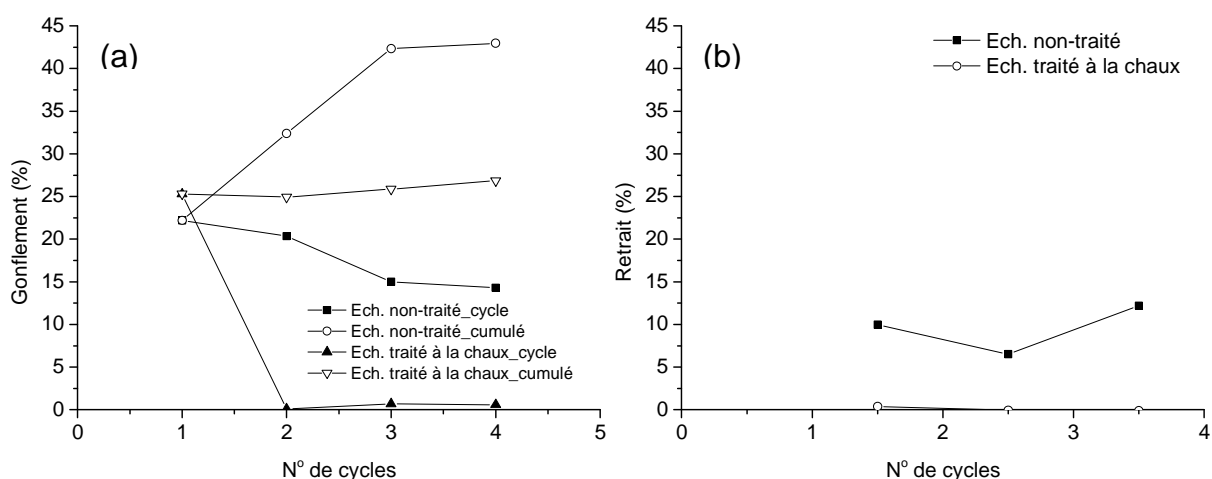 (a)
Gonflement (%)
45
40
35
30
25
20
15
10
5
0
Ech. non-traité_cycle
Ech. non-traité_cumulé
Ech. traité à la chaux_cycle
Ech. traité à la chaux_cumulé
0 1 2 3 4 5
Nº de cycles
(b)
Ech. non-traité
Ech. traité à la chaux
Retrait (%)
45
40
35
30
25
20
15
10
5
0
0 1 2 3 4
Nº de cycles